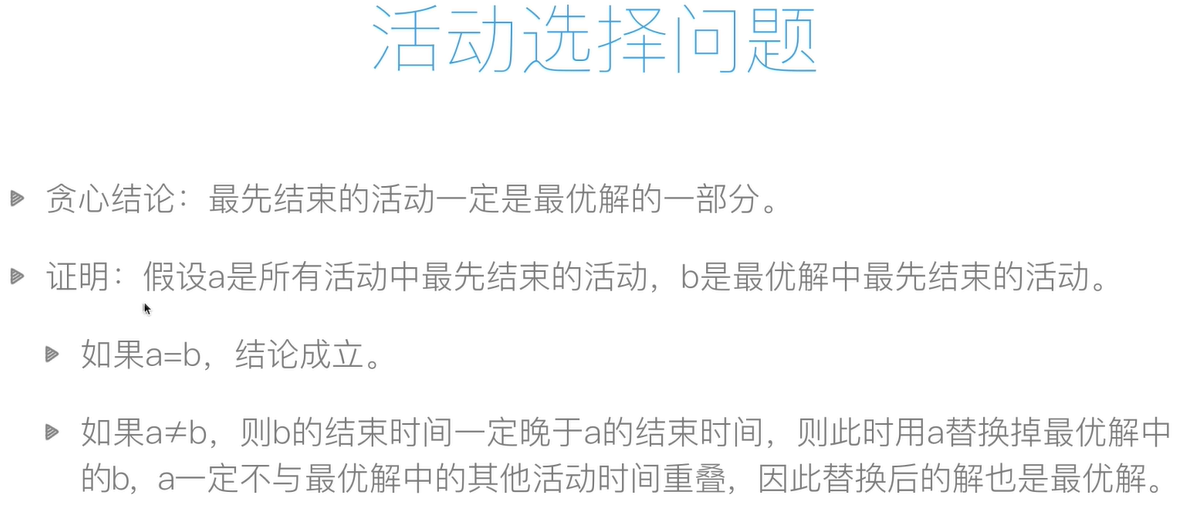 活动选择问题
贪心结论：最先结束的活动一定是最优解的一部分。
证明：假设a是所有活动中最先结束的活动，b是最优解中最先结束的活动。
如果a=b，结论成立。
如果a≠b，则b的结束时间一定晚于a的结束时间，则此时用a替换掉最优解中
的b，a一定不与最优解中的其他活动时间重叠，因此替换后的解也是最优解。